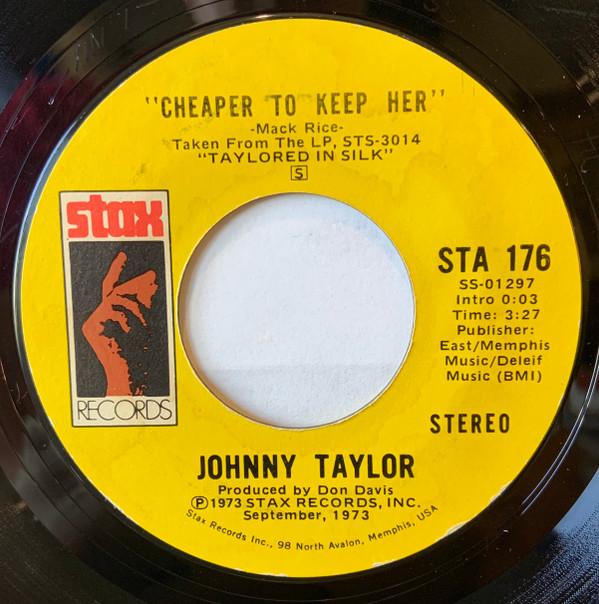 "CHEAPER TO KEEP HER"
-Mack Rice-
Taken From The LP, STS-3014
"TAYLORED IN SILK"
S
stax
RECORDS
STA 176
SS-01297
Intro 0:03
Time: 3:27
Publisher:
East/Memphis
Music/Deleif
Music (BMI)
STEREO
JOHNNY TAYLOR
Produced by Don Davis
Ⓟ1973 STAX RECORDS, INC.
September, 1973
Stax Records Inc., 98 North Avalon, Memphis, USA